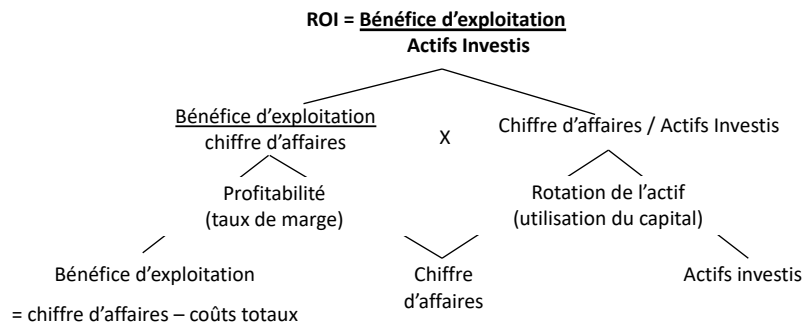 ROI = Bénéfice d’exploitation
Actifs Investis
Bénéfice d’exploitation
chiffre d’affaires
X
Chiffre d’affaires / Actifs Investis
Profitabilité
(taux de marge)
Rotation de l’actif
(utilisation du capital)
Bénéfice d’exploitation
= chiffre d’affaires – coûts totaux
Chiffre
d’affaires
Actifs investis